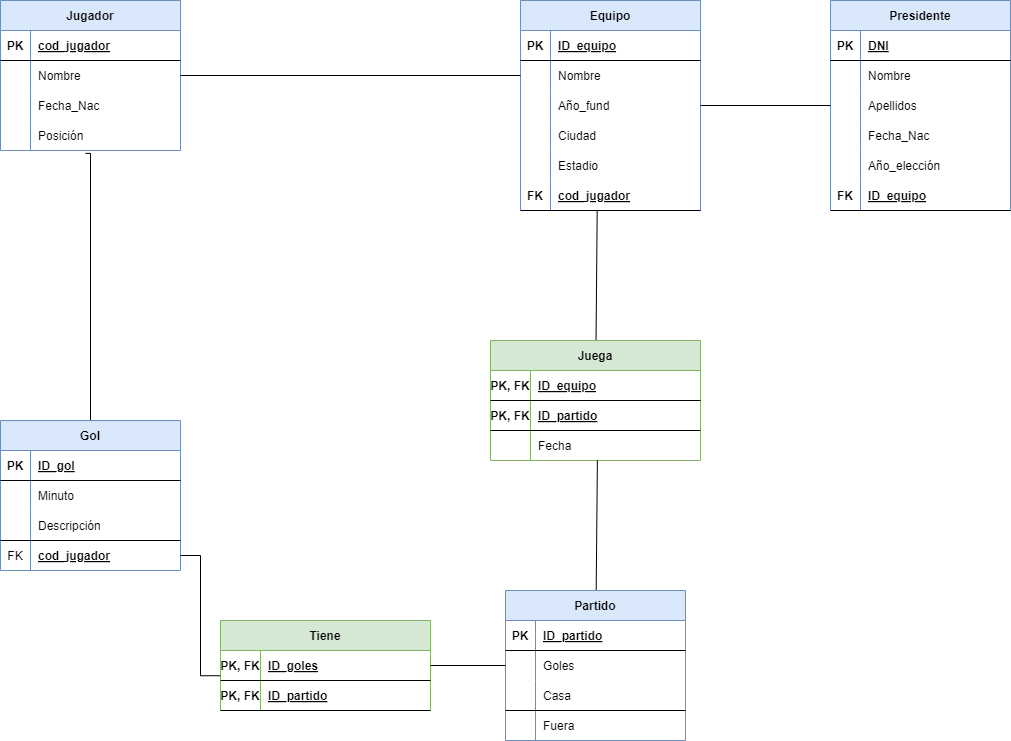 Jugador
PK cod_jugador
Nombre
Fecha_Nac
Posición
Equipo
PK ID_equipo
Nombre
Año_fund
Ciudad
Estadio
FK cod_jugador
Presidente
PK DNI
Nombre
Apellidos
Fecha_Nac
Año_elección
FK ID_equipo
Juega
PK, FK ID_equipo
PK, FK ID_partido
Fecha
Gol
PK ID_gol
Minuto
Descripción
FK cod_jugador
Tiene
PK, FK ID_goles
PK, FK ID_partido
Partido
PK ID_partido
Goles
Casa
Fuera